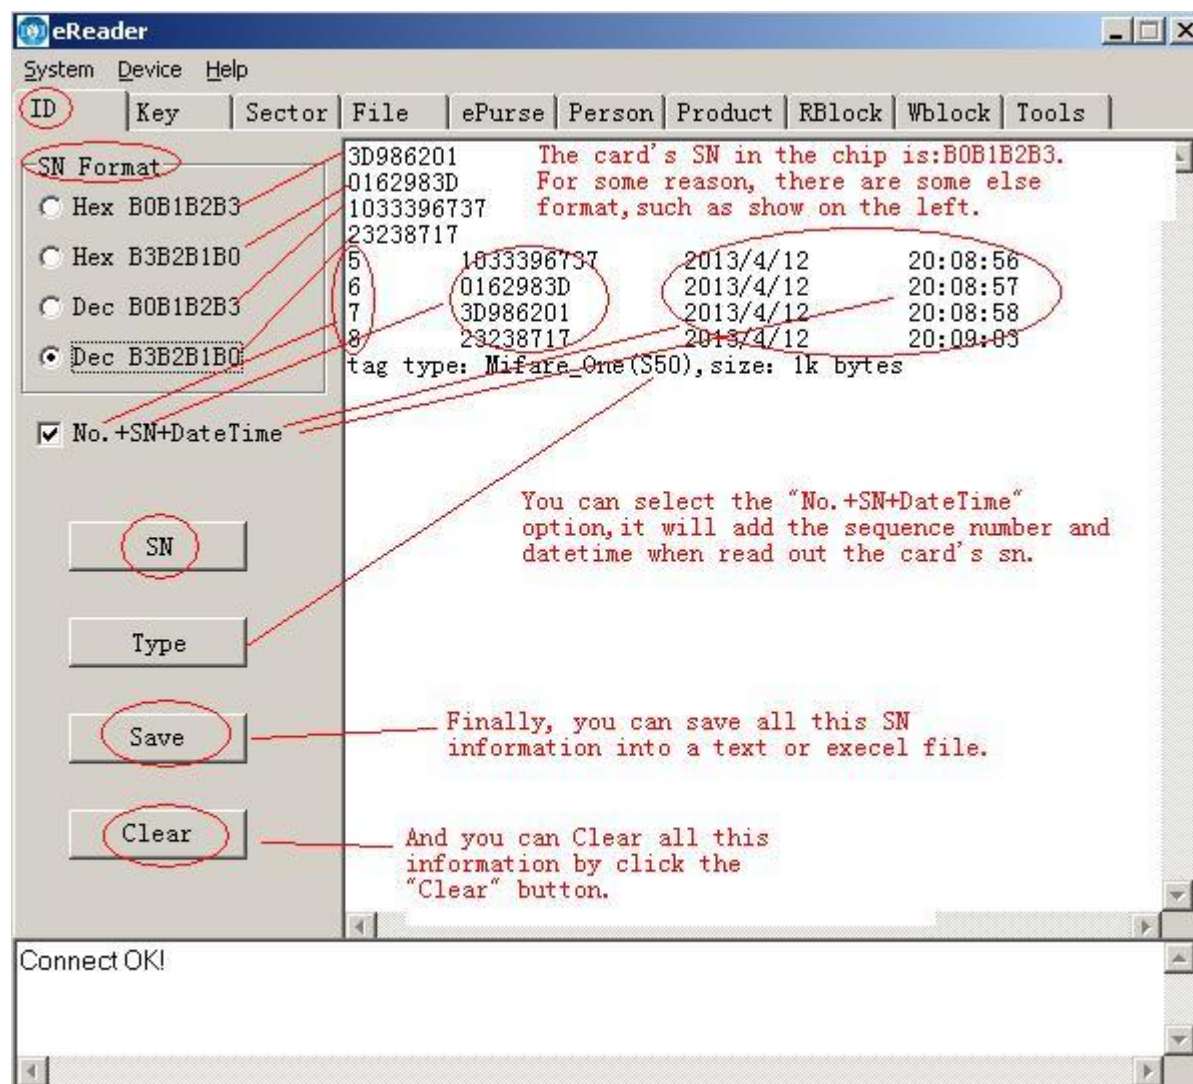 eReader
System Device Help
ID Key Sector File ePurse Person Product RBlock Wblock Tools
SN Format
Hex B0B1B2B3
Hex B3B2B1B0
Dec B0B1B2B3
Dec B3B2B1B0
No.+SN+DateTime
SN
Type
Save
Clear
3D986201
0162983D
1033396737
23238717
5 1033396737 2013/4/12 20:08:56
6 0162983D 2013/4/12 20:08:57
7 3D986201 2013/4/12 20:08:58
8 23238717 2013/4/12 20:09:03
tag type: Mifare_One(S50),size: 1k bytes
The card's SN in the chip is:B0B1B2B3.
For some reason, there are some else
format,such as show on the left.
You can select the "No.+SN+DateTime"
option,it will add the sequence number and
datetime when read out the card's sn.
Finally, you can save all this SN
information into a text or execel file.
And you can Clear all this
information by click the
"Clear" button.
Connect OK!